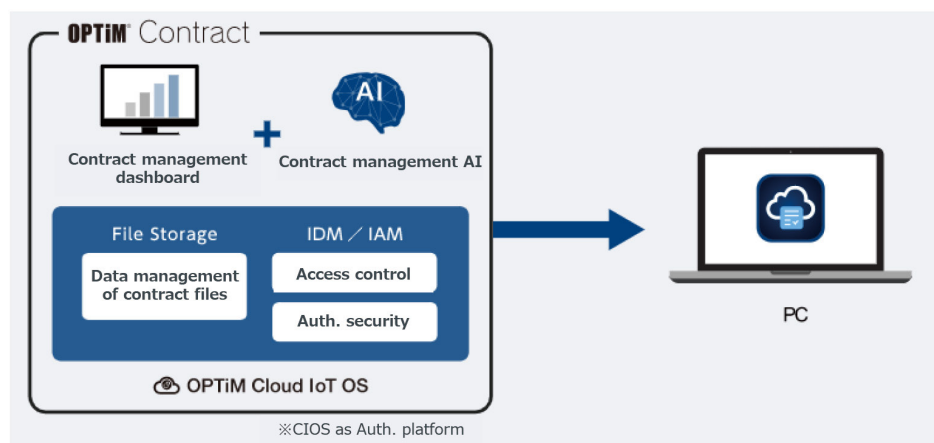 OPTiM® Contract
AI
Contract management
dashboard
+
Contract management AI
File Storage
IDM ／ IAM
Data management
of contract files
Access control
Auth. security
OPTiM Cloud IoT OS
※CIOS as Auth. platform
PC